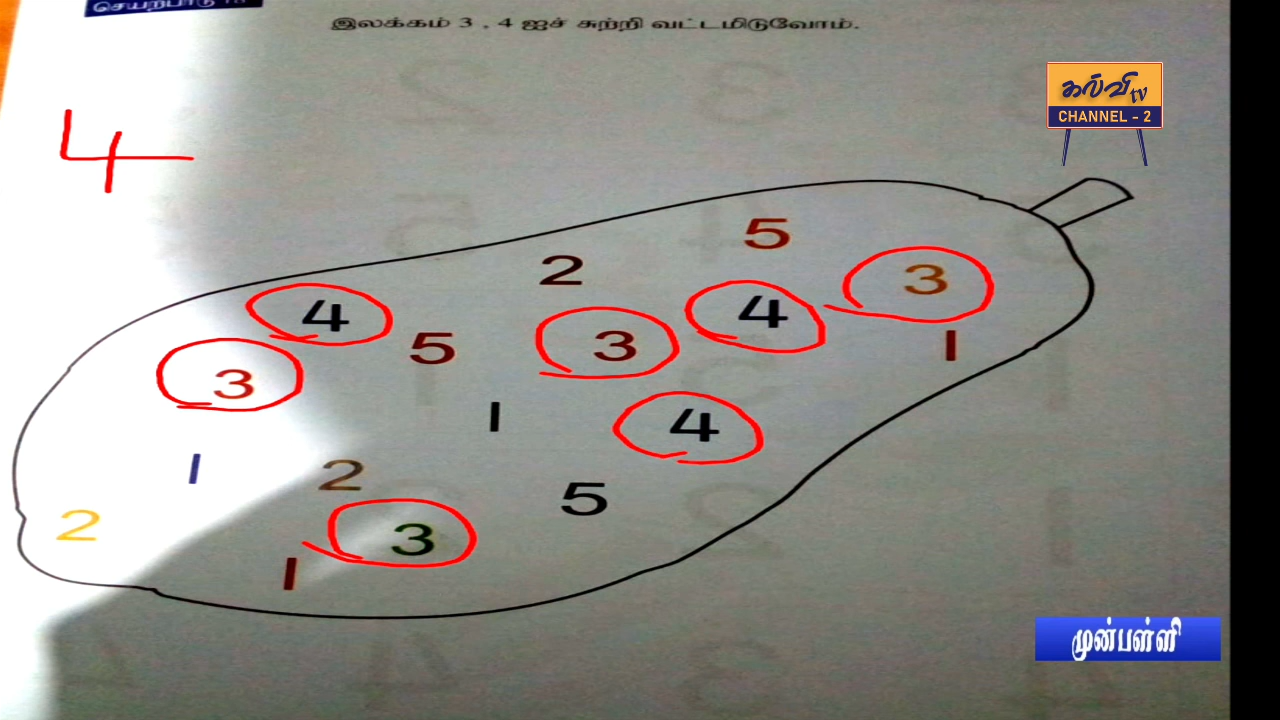 இலக்கம் 3 , 4 ஐச் சுற்றி வட்டமிடுவோம்.
கல்வி tv
CHANNEL - 2
4
5
2 3
4 4
5 3 1
3
1 4
1 2 5
2 3
1
முன்பள்ளி